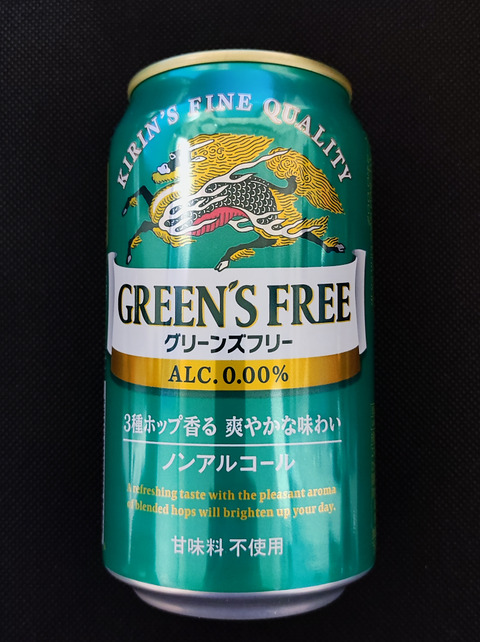 KIRIN'S FINE QUALITY
GREEN'S FREE
グリーンズフリー
ALC. 0.00%
3種ホップ香る 爽やかな味わい
ノンアルコール
A refreshing taste with the pleasant aroma
of blended hops will brighten up your day.
甘味料 不使用